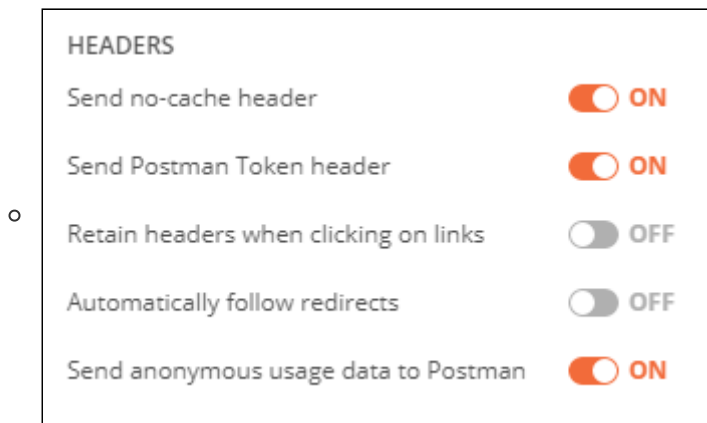 HEADERS
Send no-cache header ON
Send Postman Token header ON
Retain headers when clicking on links OFF
Automatically follow redirects OFF
Send anonymous usage data to Postman ON